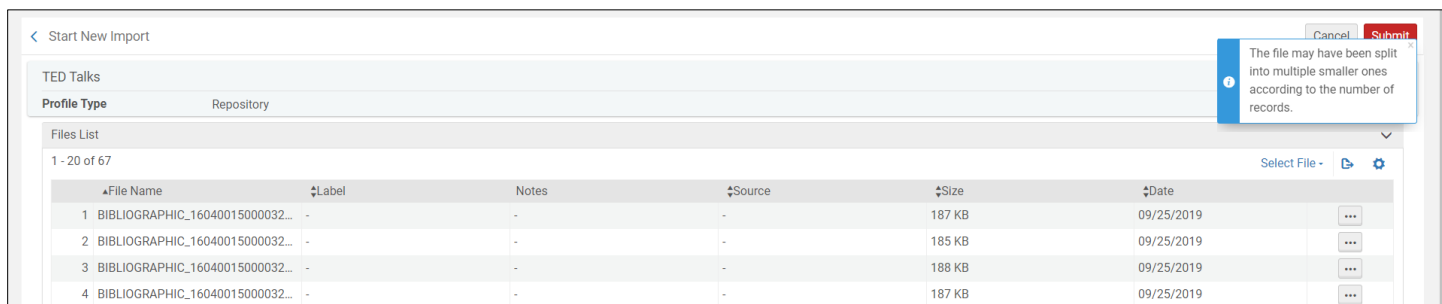 Start New Import
Cancel Submit
The file may have been split
into multiple smaller ones
according to the number of
records.
TED Talks
Profile Type Repository
Files List
1 - 20 of 67
Select File
File Name Label Notes Source Size Date
1 BIBLIOGRAPHIC_16040015000032... - - - 187 KB 09/25/2019
2 BIBLIOGRAPHIC_16040015000032... - - - 185 KB 09/25/2019
3 BIBLIOGRAPHIC_16040015000032... - - - 188 KB 09/25/2019
4 BIBLIOGRAPHIC_16040015000032... - - - 187 KB 09/25/2019